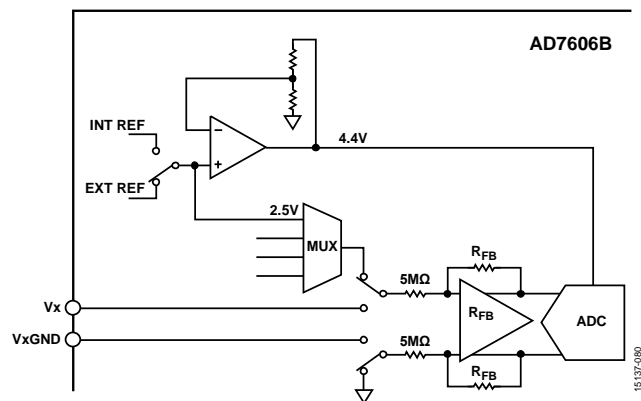 AD7606B
INT REF
−
+
4.4V
EXT REF
2.5V
MUX
RFB
5MΩ
Vx
RFB
ADC
VxGND
5MΩ
RFB
15137-080